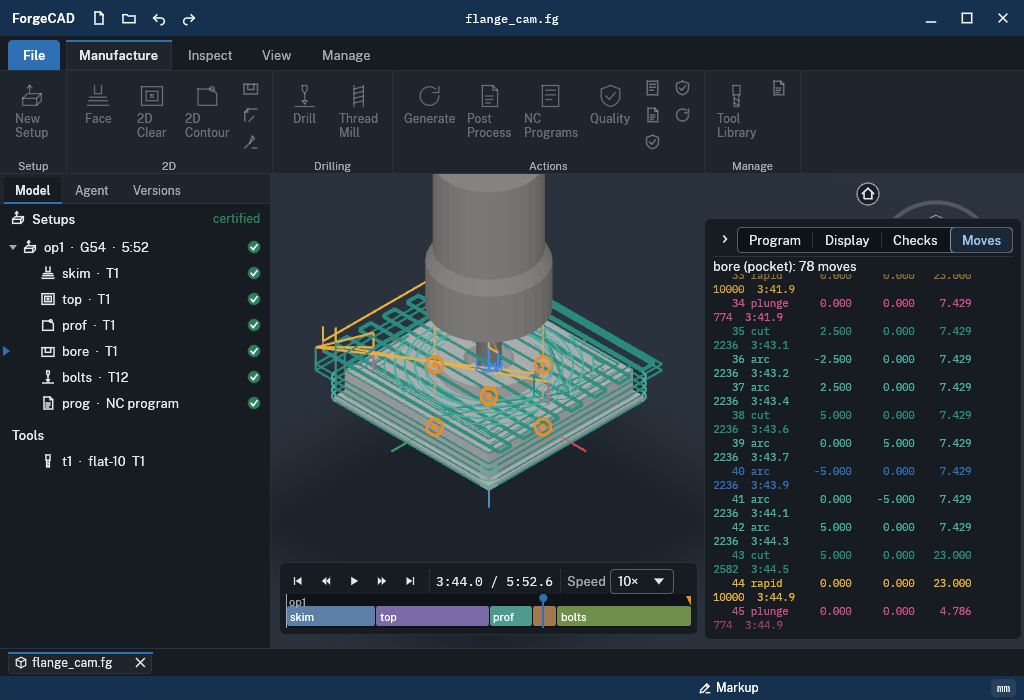 ForgeCAD
flange_cam.fg
File
Manufacture
Inspect
View
Manage
New Setup
Face
2D Clear
2D Contour
Drill
Thread Mill
Generate
Post Process
NC Programs
Quality
Tool Library
Setup
2D
Drilling
Actions
Manage
Model
Agent
Versions
Setups
certified
op1 · G54 · 5:52
skim · T1
top · T1
prof · T1
bore · T1
bolts · T12
prog · NC program
Tools
t1 · flat-10 T1
Program
Display
Checks
Moves
bore (pocket): 78 moves
33 rapid 0.000 0.000 23.000
10000 3:41.9
34 plunge 0.000 0.000 7.429
774 3:41.9
35 cut 2.500 0.000 7.429
2236 3:43.1
36 arc -2.500 0.000 7.429
2236 3:43.2
37 arc 2.500 0.000 7.429
2236 3:43.4
38 cut 5.000 0.000 7.429
2236 3:43.6
39 arc 0.000 5.000 7.429
2236 3:43.7
40 arc -5.000 0.000 7.429
2236 3:43.9
41 arc 0.000 -5.000 7.429
2236 3:44.1
42 arc 5.000 0.000 7.429
2236 3:44.3
43 cut 5.000 0.000 23.000
2582 3:44.5
44 rapid 0.000 0.000 23.000
10000 3:44.9
45 plunge 0.000 0.000 4.786
774 3:44.9
3:44.0 / 5:52.6
Speed
10×
op1
skim
top
prof
bolts
flange_cam.fg
Markup
mm